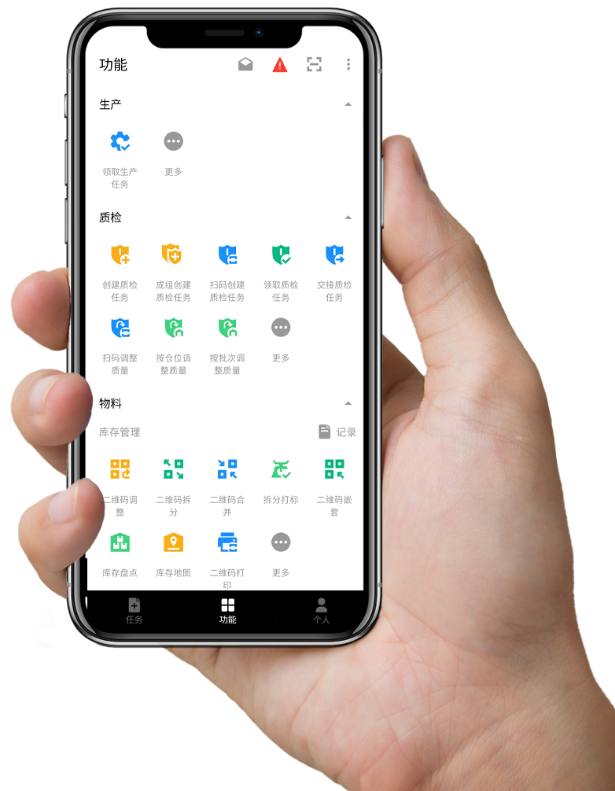 功能
生产
领取生产 更多
任务
质检
创建质检 成组创建 扫码创建 领取质检 交接质检
任务 质检任务 质检任务 任务 任务
扫码调整 按仓位调 按批次调 更多
质量 整质量 整质量
物料
库存管理 记录
二维码调 二维码拆 二维码合 拆分打标 二维码嵌
整 分 并 套
库存盘点 库存地图 二维码打 更多
印
任务 功能 个人